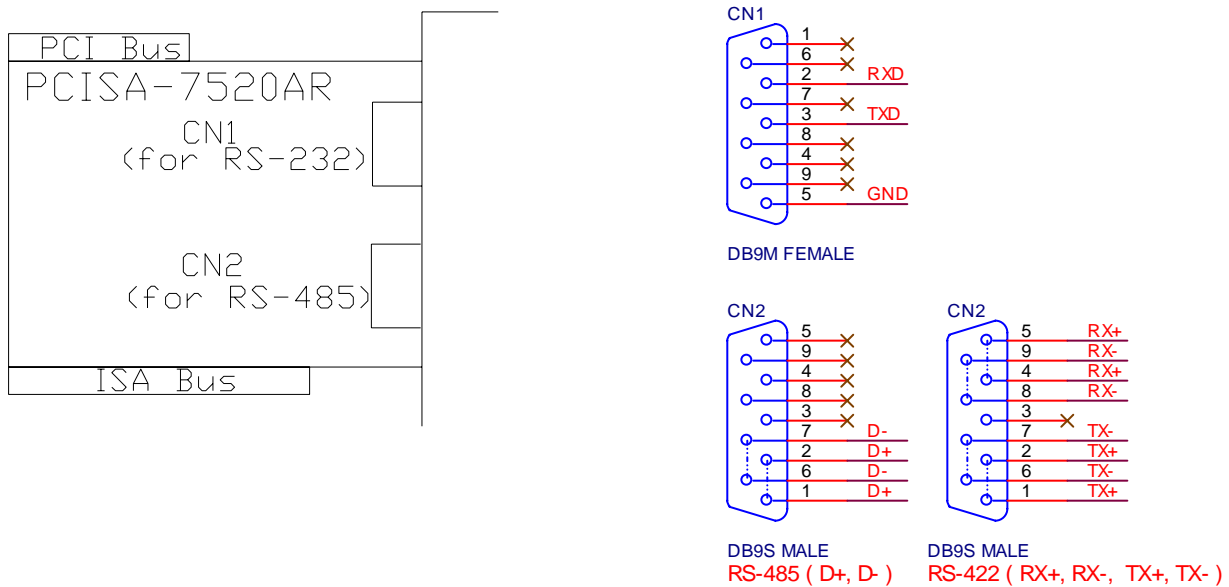 PCI Bus
PCISA-7520AR
CN1
(for RS-232)
CN2
(for RS-485)
ISA Bus
CN1
1
6
2 RXD
7
3 TXD
8
4
9
5 GND
DB9M FEMALE
CN2
5
9
4
8
3
7 D-
2 D+
6 D-
1 D+
DB9S MALE
RS-485 ( D+, D- )
CN2
5 RX+
9 RX-
4 RX+
8 RX-
3
7 TX-
2 TX+
6 TX-
1 TX+
DB9S MALE
RS-422 ( RX+, RX-, TX+, TX- )